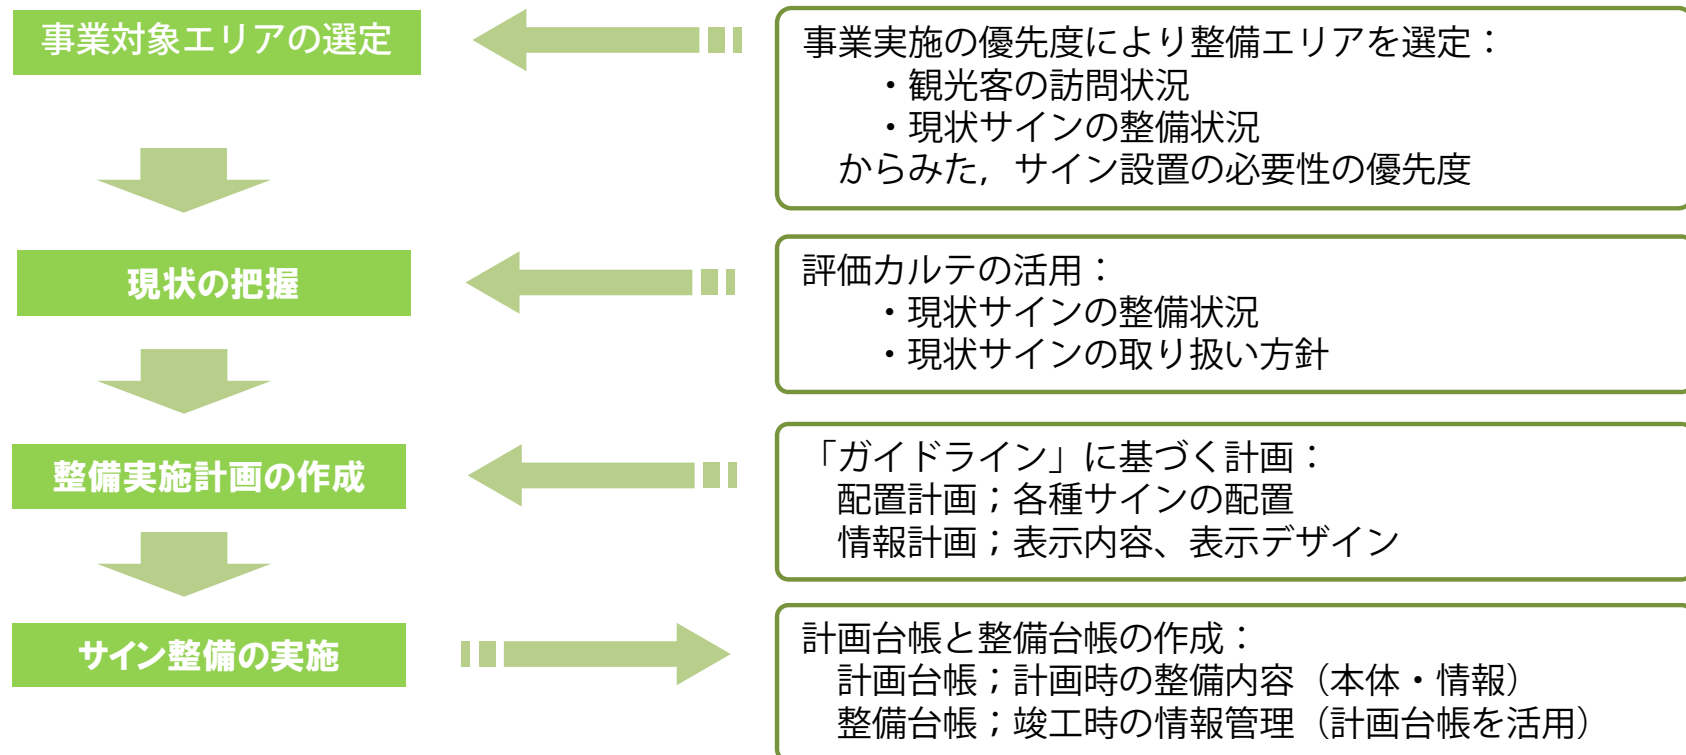 事業対象エリアの選定
事業実施の優先度により整備エリアを選定：
・観光客の訪問状況
・現状サインの整備状況
からみた，サイン設置の必要性の優先度
現状の把握
評価カルテの活用：
・現状サインの整備状況
・現状サインの取り扱い方針
整備実施計画の作成
「ガイドライン」に基づく計画：
配置計画；各種サインの配置
情報計画；表示内容、表示デザイン
サイン整備の実施
計画台帳と整備台帳の作成：
計画台帳；計画時の整備内容（本体・情報）
整備台帳；竣工時の情報管理（計画台帳を活用）